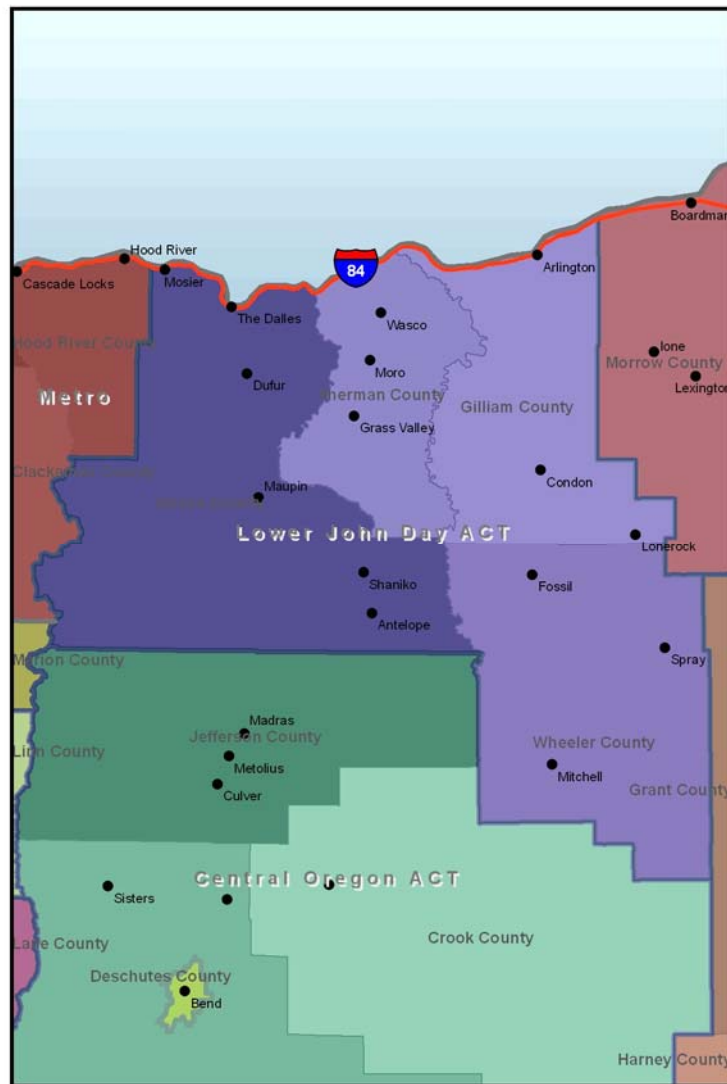 Boardman
Hood River
84
Arlington
Cascade Locks
Mosier
The Dalles
Wasco
Hood River County
Ione
Moro
Morrow County
Dufur
Lexington
Metro
Sherman County
Gilliam County
Grass Valley
Clackamas County
Condon
Maupin
Lower John Day ACT
Lonerock
Shaniko
Fossil
Antelope
Marion County
Spray
Madras
Jefferson County
Wheeler County
Linn County
Metolius
Mitchell
Culver
Grant County
Central Oregon ACT
Sisters
Lane County
Crook County
Deschutes County
Bend
Harney County